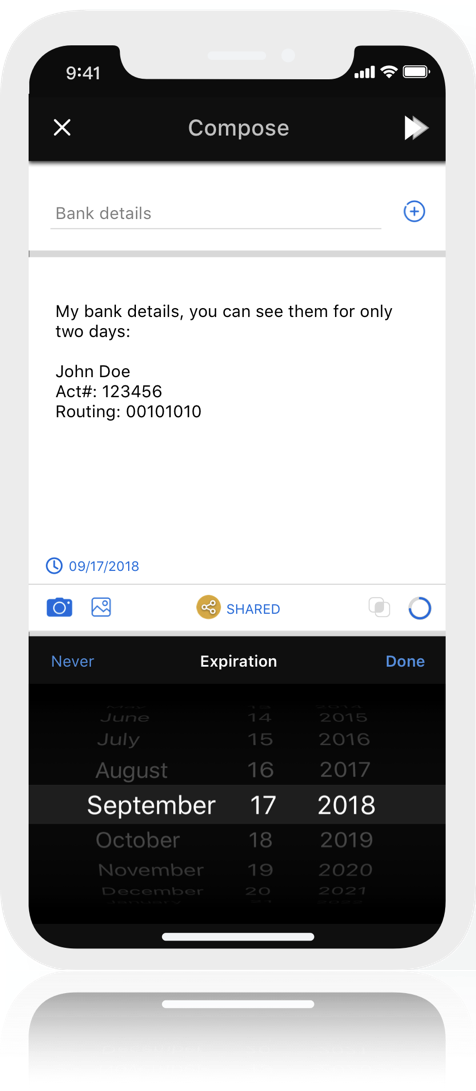 9:41
Compose
Bank details
My bank details, you can see them for only
two days:
John Doe
Act#: 123456
Routing: 00101010
09/17/2018
SHARED
Never Expiration Done
June 14 2015
July 15 2016
August 16 2017
September 17 2018
October 18 2019
November 19 2020
December 20 2021